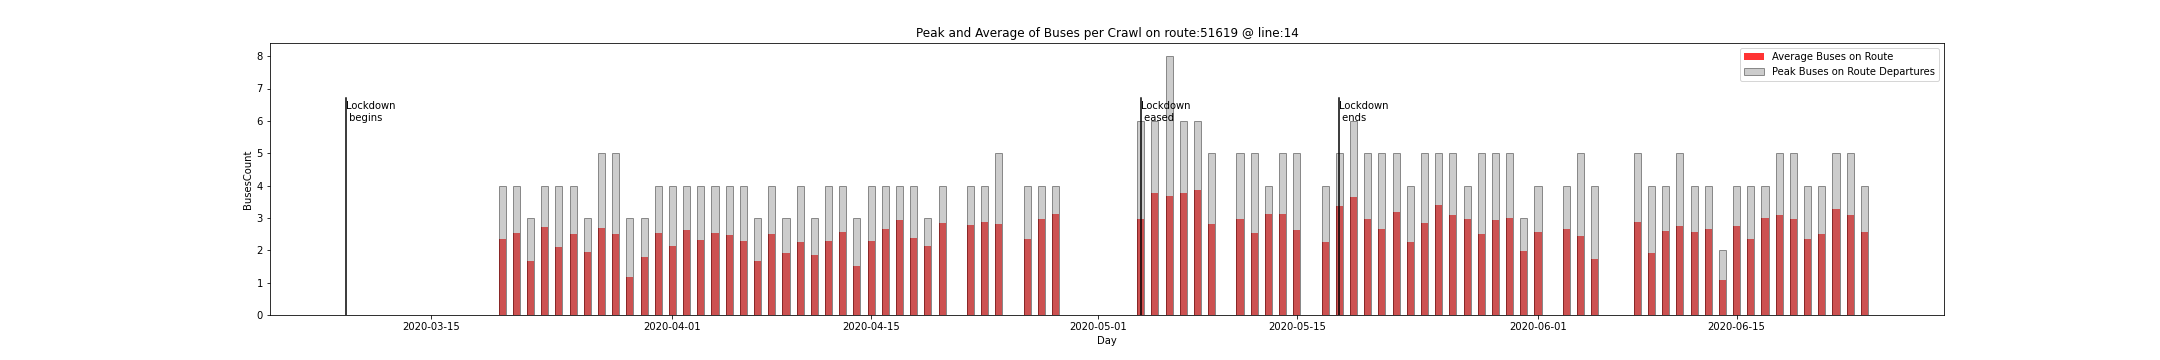 Peak and Average of Buses per Crawl on route:51619 @ line:14
Average Buses on Route
Peak Buses on Route Departures
BusesCount
8
7
6
5
4
3
2
1
0
Lockdown
begins
Lockdown
eased
Lockdown
ends
2020-03-15
2020-04-01
2020-04-15
2020-05-01
2020-05-15
2020-06-01
2020-06-15
Day